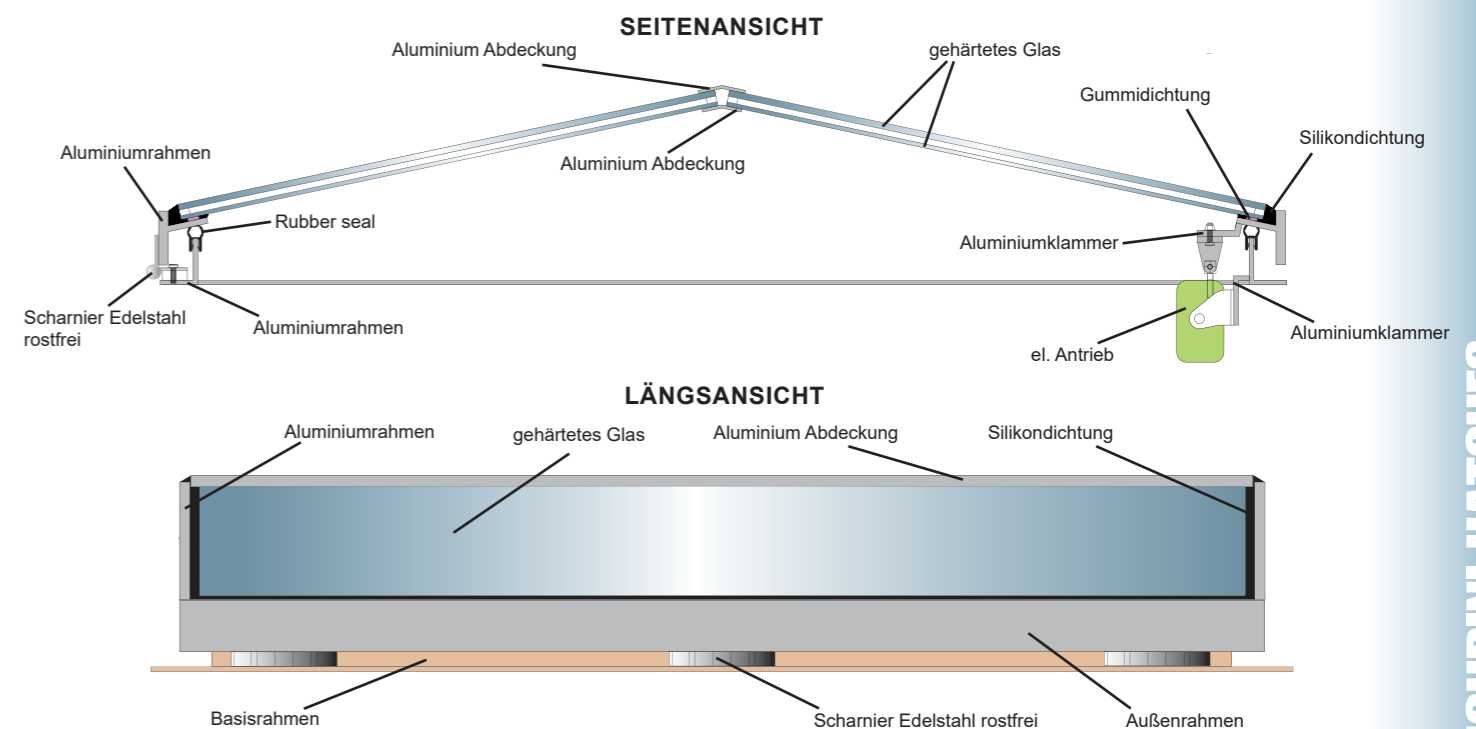 SEITENANSICHT
Aluminium Abdeckung
gehärtetes Glas
Gummidichtung
Silikondichtung
Aluminiumrahmen
Aluminium Abdeckung
Rubber seal
Aluminiumklammer
Scharnier Edelstahl
rostfrei
Aluminiumrahmen
el. Antrieb
Aluminiumklammer
LÄNGSANSICHT
Aluminiumrahmen
gehärtetes Glas
Aluminium Abdeckung
Silikondichtung
Basisrahmen
Scharnier Edelstahl rostfrei
Außenrahmen